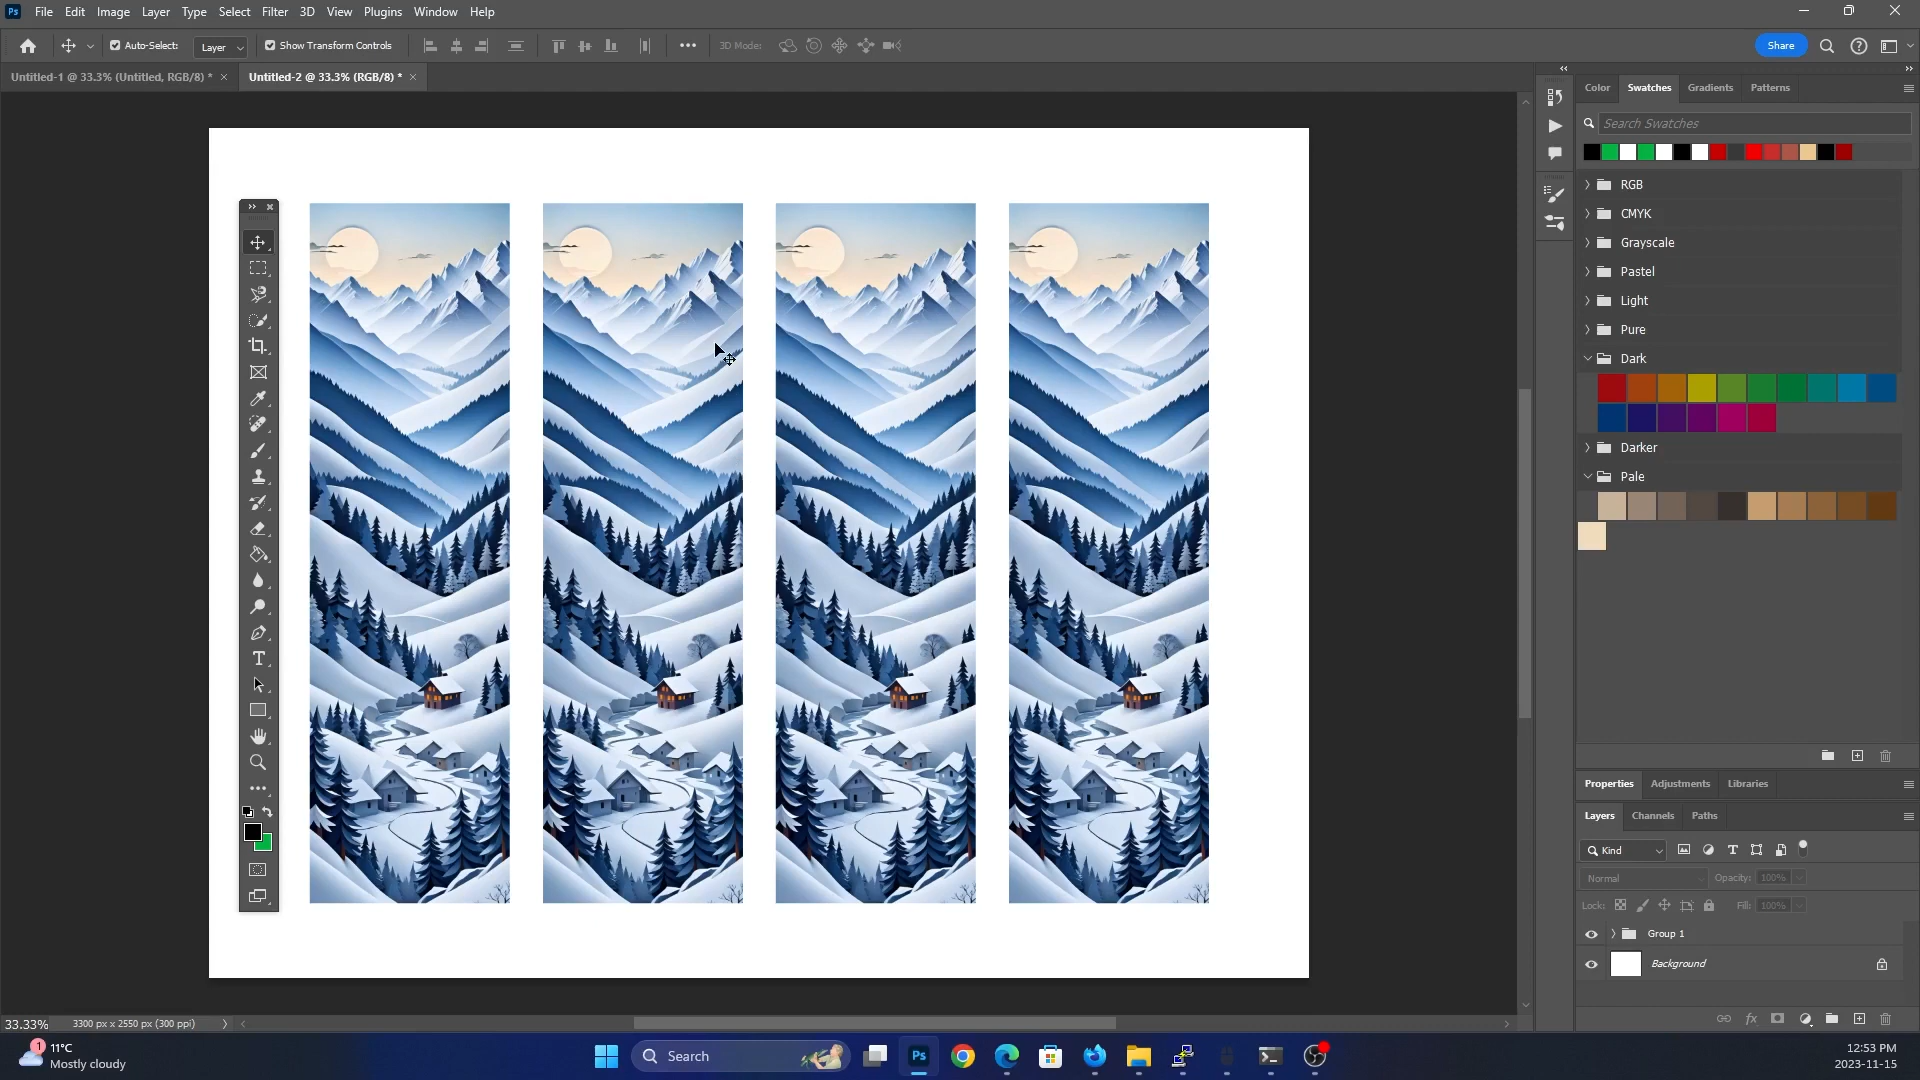 Ps File Edit Image Layer Type Select Filter 3D View Plugins Window Help
Auto-Select: Layer Show Transform Controls 3D Mode: Share
Untitled-1 @ 33.3% (Untitled, RGB/8) * Untitled-2 @ 33.3% (RGB/8) *
Color Swatches Gradients Patterns
Search Swatches
RGB
CMYK
Grayscale
Pastel
Light
Pure
Dark
Darker
Pale
Properties Adjustments Libraries
Layers Channels Paths
Kind
Normal Opacity: 100%
Lock: Fill: 100%
Group 1
Background
33.33% 3300 px x 2550 px (300 ppi)
1 11°C
Mostly cloudy
Search
Ps
12:53 PM
2023-11-15